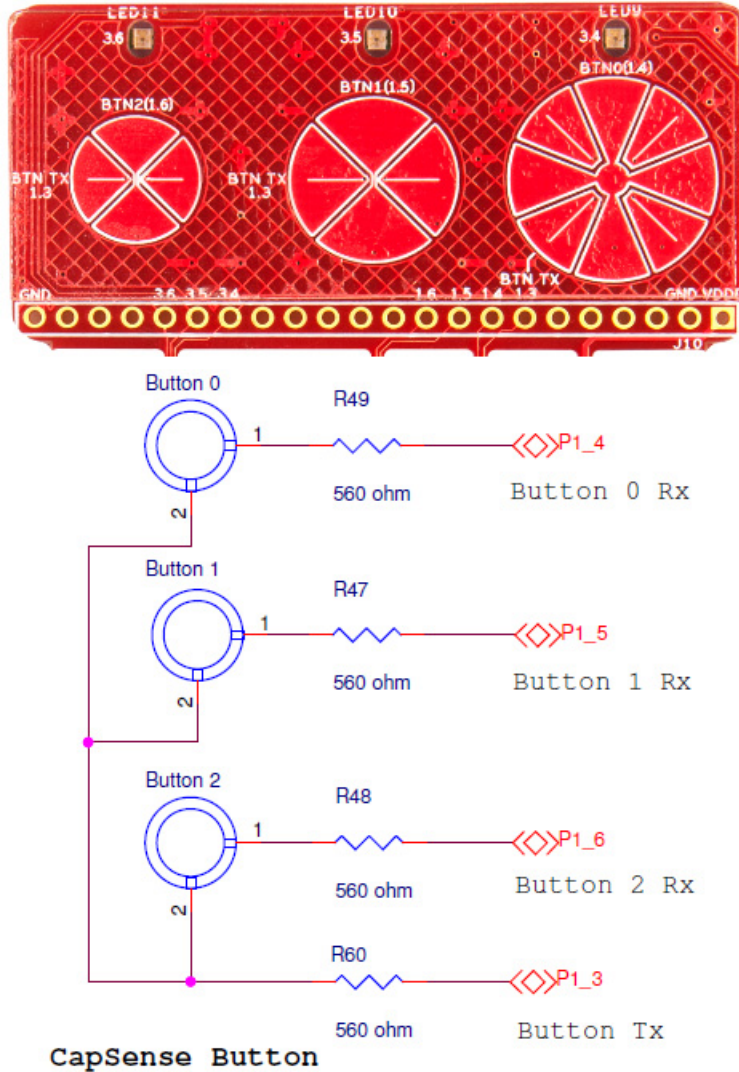 LED11 LED10 LED9
3.6 3.5 3.4
BTN0(1.4)
BTN1(1.5)
BTN2(1.6)
BTN TX
1.3
BTN TX
1.3
BTN TX
GND 3.6 3.5 3.4 1.6 1.5 1.4 1.3 GND VDDD
J10
Button 0
R49
1
P1_4
560 ohm
Button 0 Rx
2
Button 1
R47
1
P1_5
560 ohm
Button 1 Rx
2
Button 2
R48
1
P1_6
560 ohm
Button 2 Rx
2
R60
P1_3
560 ohm
Button Tx
CapSense Button